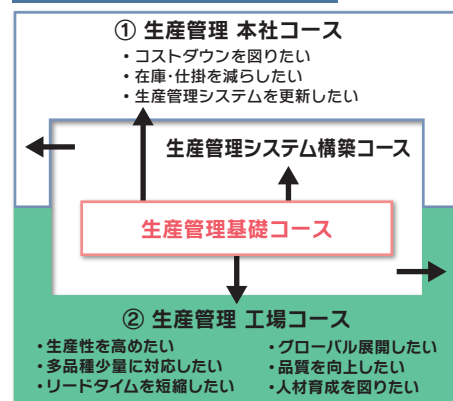 ① 生産管理 本社コース
・コストダウンを図りたい
・在庫・仕掛を減らしたい
・生産管理システムを更新したい
生産管理システム構築コース
生産管理基礎コース
② 生産管理 工場コース
・生産性を高めたい
・多品種少量に対応したい
・リードタイムを短縮したい
・グローバル展開したい
・品質を向上したい
・人材育成を図りたい